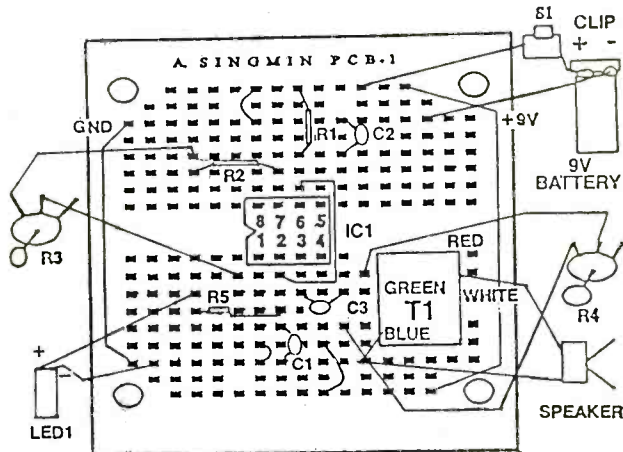 S1
CLIP
+ -
A SINGMIN PCB-1
GND
R1
C2
+9V
9V
BATTERY
R2
8 7 6 5
1 2 3 4
IC1
R3
RED
GREEN
T1
WHITE
R4
R5
C3
BLUE
C1
+
-
LED1
SPEAKER